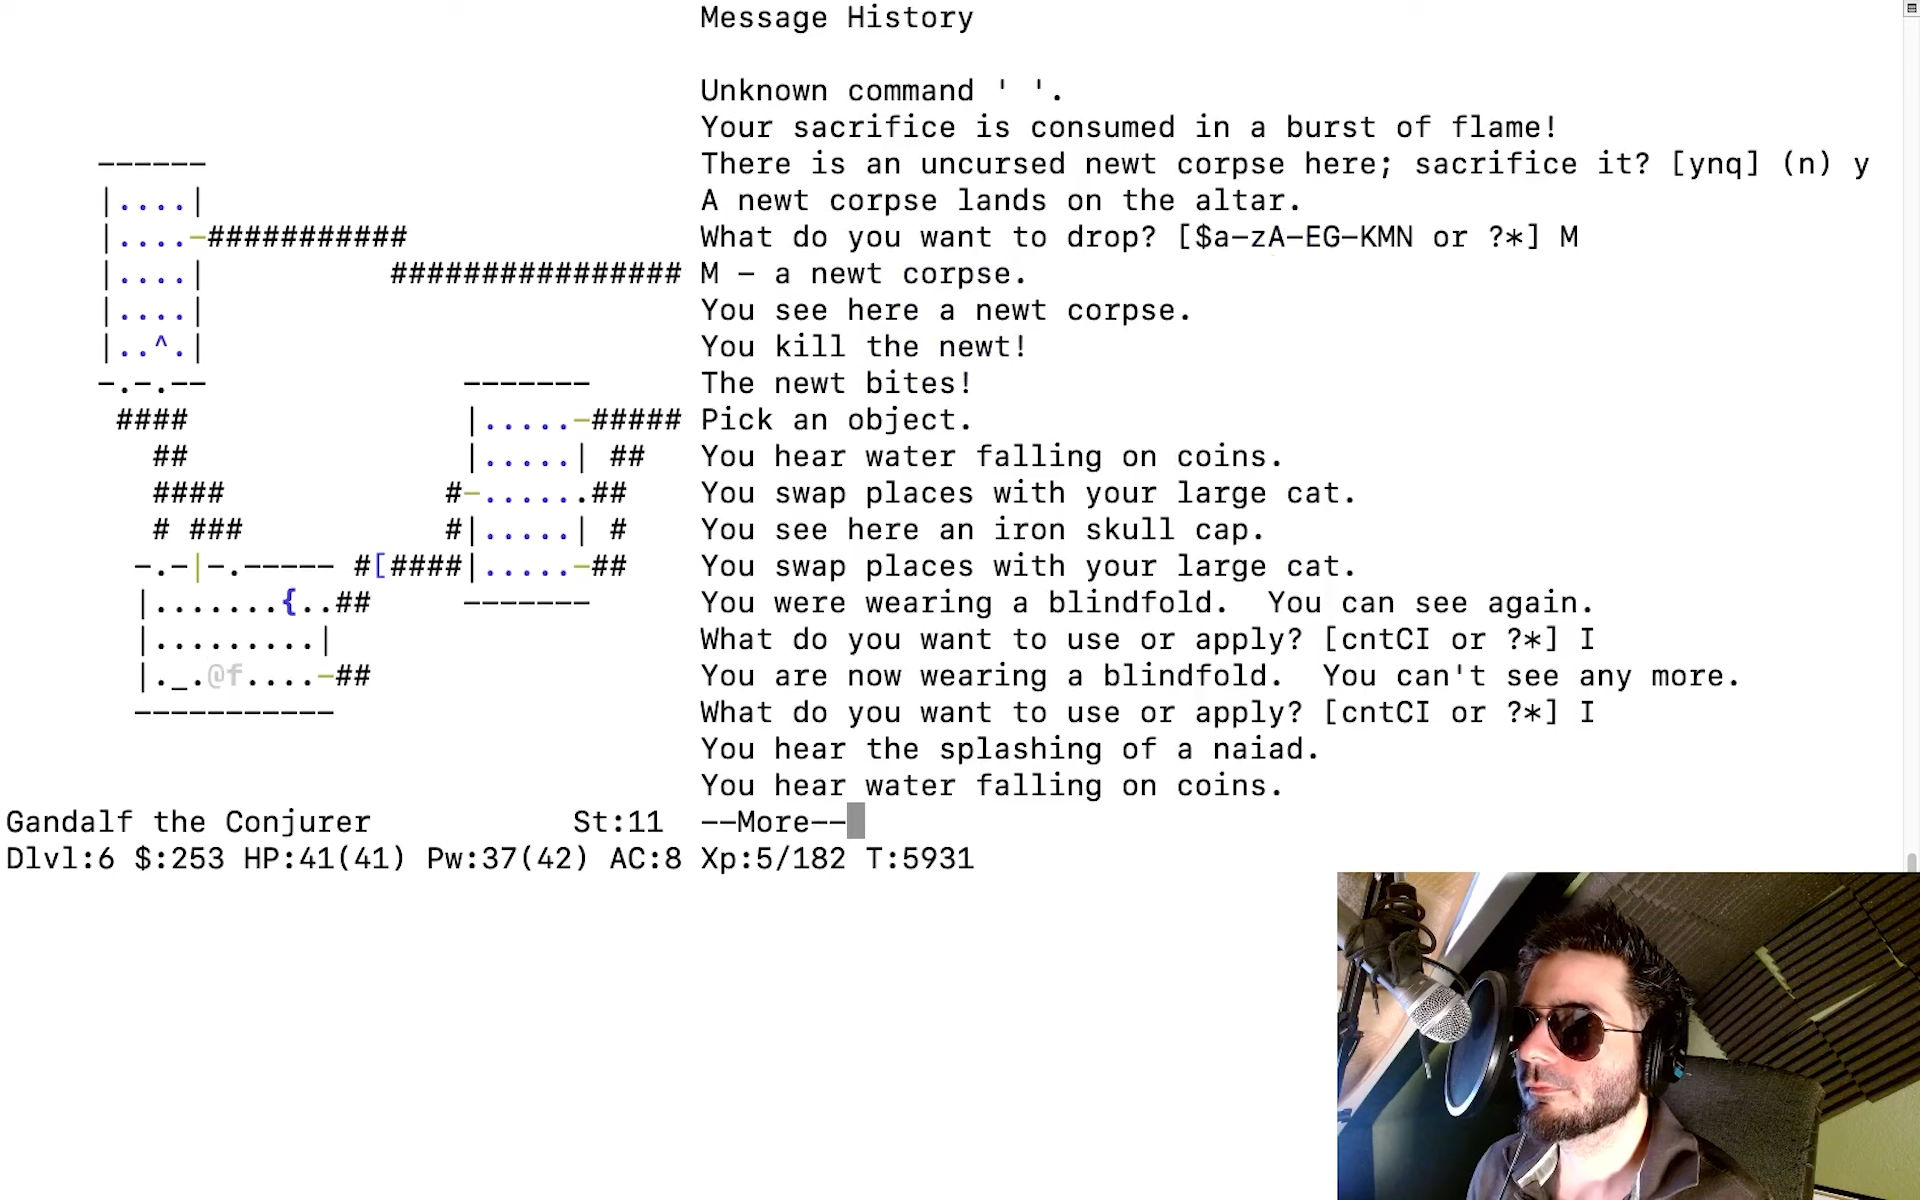 Message History
Unknown command ' '.
Your sacrifice is consumed in a burst of flame!
------ There is an uncursed newt corpse here; sacrifice it? [ynq] (n) y
|....| A newt corpse lands on the altar.
|....-########### What do you want to drop? [$a-zA-EG-KMN or ?*] M
|....| ################ M - a newt corpse.
|....| You see here a newt corpse.
|..^.| You kill the newt!
-.-.-- ------- The newt bites!
#### |.....-##### Pick an object.
## |.....| ## You hear water falling on coins.
#### #-......## You swap places with your large cat.
# ### #|.....| # You see here an iron skull cap.
-.-|-.----- #[####|.....-## You swap places with your large cat.
|.......{..## ------- You were wearing a blindfold.  You can see again.
|.........| What do you want to use or apply? [cntCI or ?*] I
|._.@f....-## You are now wearing a blindfold.  You can't see any more.
----------- What do you want to use or apply? [cntCI or ?*] I
You hear the splashing of a naiad.
You hear water falling on coins.
Gandalf the Conjurer St:11 --More--
Dlvl:6 $:253 HP:41(41) Pw:37(42) AC:8 Xp:5/182 T:5931